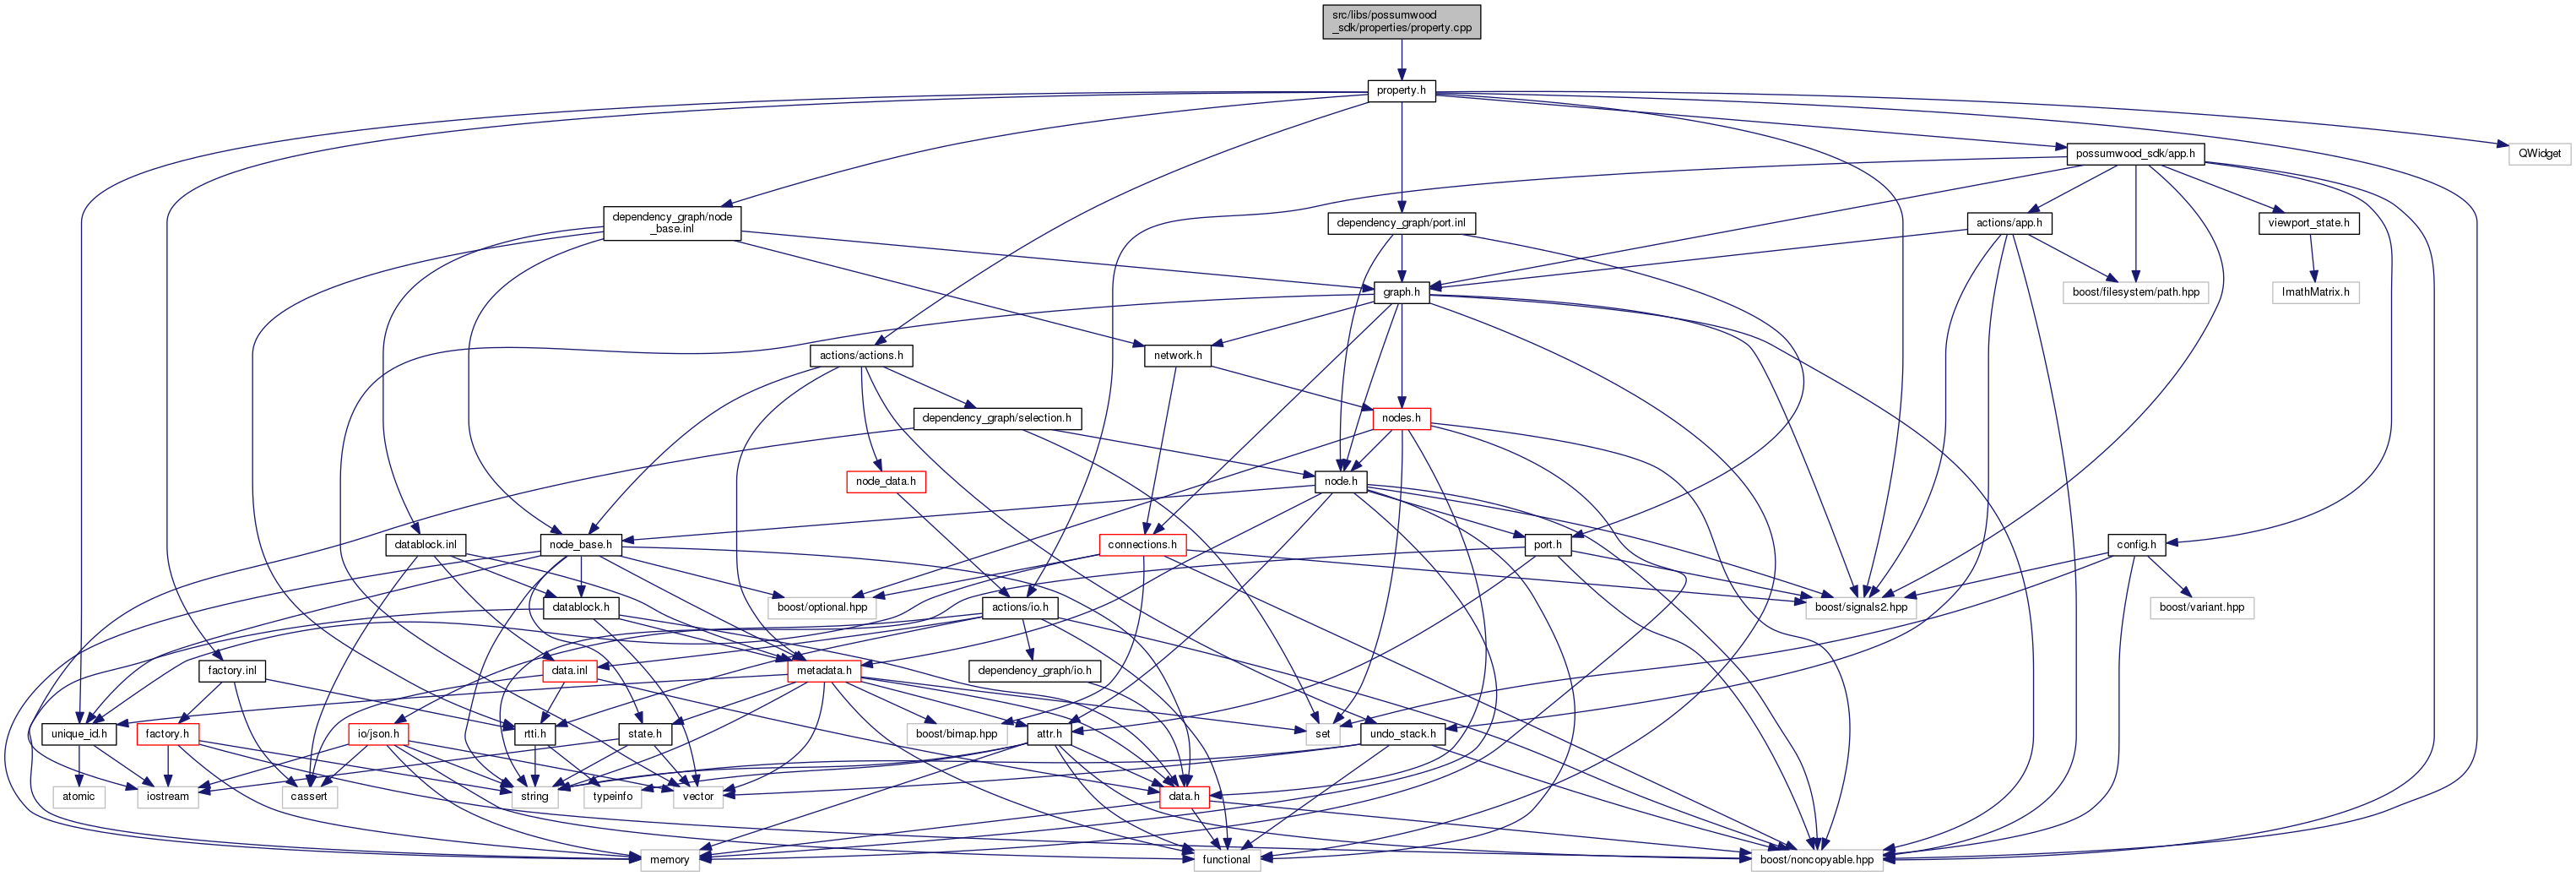 src/libs/possumwood
_sdk/properties/property.cpp
property.h
QWidget
possumwood_sdk/app.h
dependency_graph/node
_base.inl
dependency_graph/port.inl
actions/app.h
viewport_state.h
graph.h
boost/filesystem/path.hpp
ImathMatrix.h
actions/actions.h
network.h
dependency_graph/selection.h
nodes.h
node_data.h
node.h
datablock.inl
node_base.h
connections.h
port.h
config.h
datablock.h
boost/optional.hpp
actions/io.h
boost/signals2.hpp
boost/variant.hpp
factory.inl
data.inl
metadata.h
dependency_graph/io.h
unique_id.h
factory.h
io/json.h
rtti.h
state.h
boost/bimap.hpp
attr.h
set
undo_stack.h
atomic
iostream
cassert
string
typeinfo
vector
data.h
memory
functional
boost/noncopyable.hpp